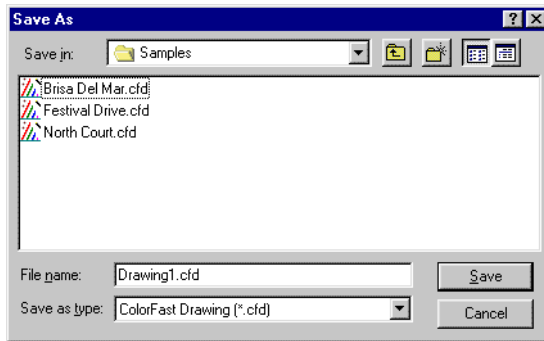 Save As
Save in: Samples
Brisa Del Mar.cfd
Festival Drive.cfd
North Court.cfd
File name: Drawing1.cfd Save
Save as type: ColorFast Drawing (*.cfd) Cancel